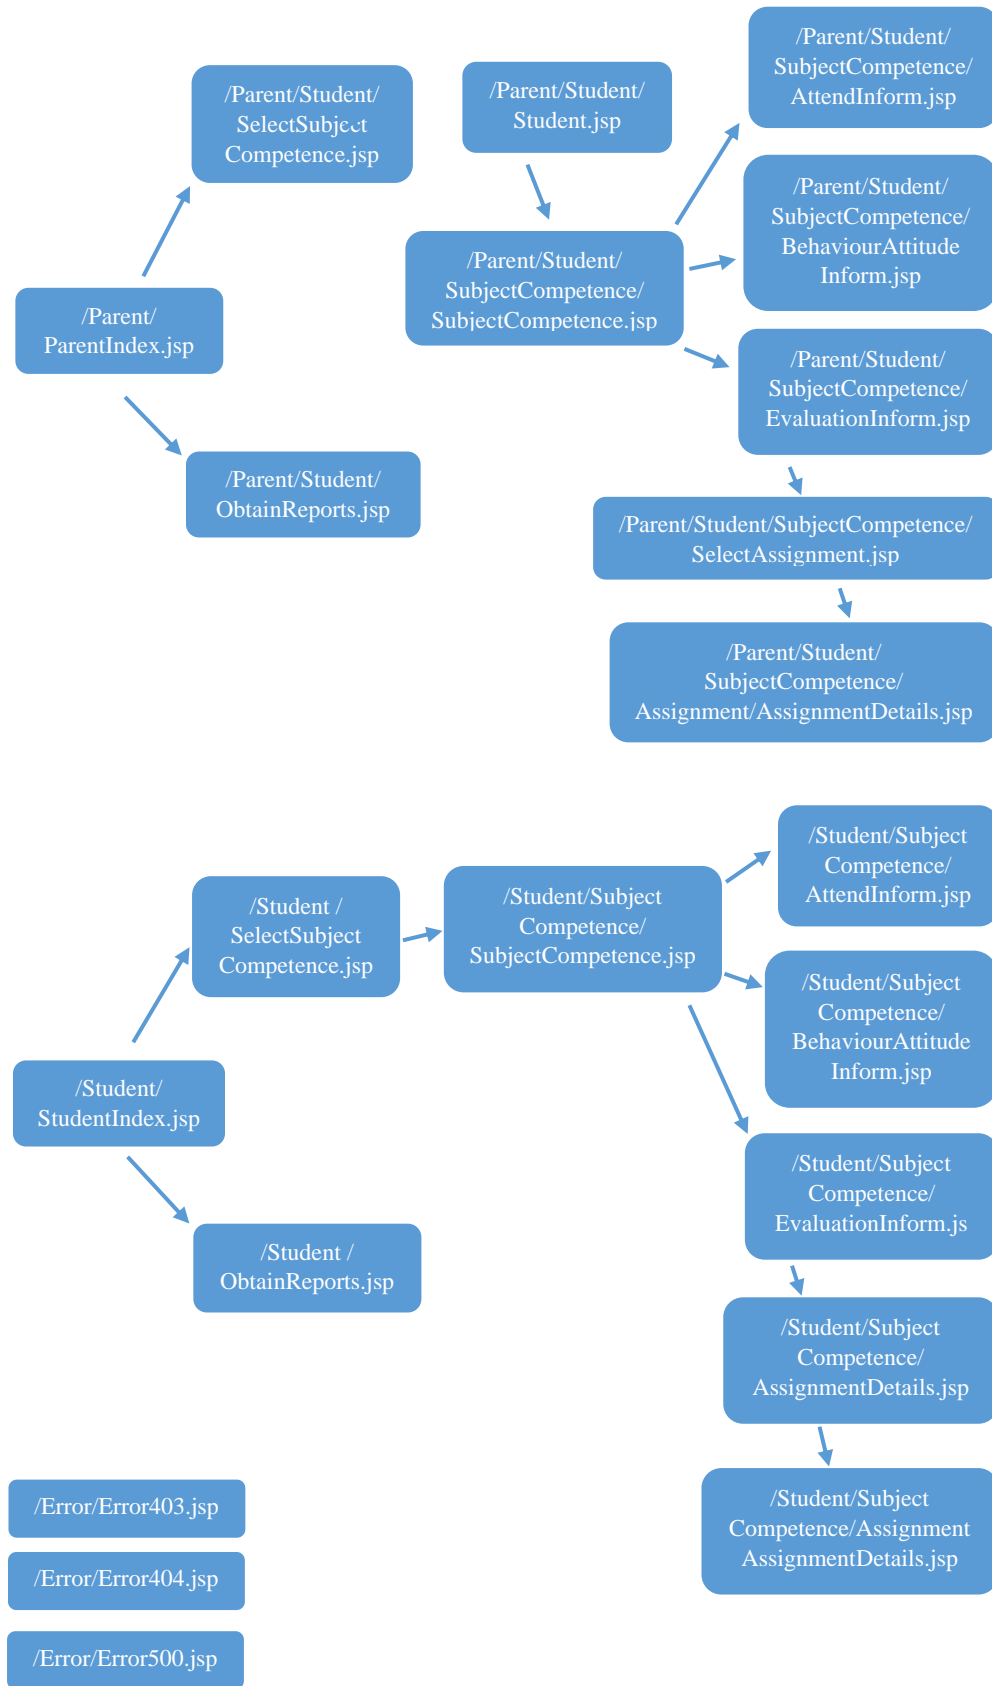 /Parent/Student/
SelectSubject
Competence.jsp
/Parent/Student/
Student.jsp
/Parent/Student/
SubjectCompetence/
AttendInform.jsp
/Parent/Student/
SubjectCompetence/
BehaviourAttitude
Inform.jsp
/Parent/Student/
SubjectCompetence/
SubjectCompetence.jsp
/Parent/
ParentIndex.jsp
/Parent/Student/
SubjectCompetence/
EvaluationInform.jsp
/Parent/Student/
ObtainReports.jsp
/Parent/Student/SubjectCompetence/
SelectAssignment.jsp
/Parent/Student/
SubjectCompetence/
Assignment/AssignmentDetails.jsp
/Student/Subject
Competence/
AttendInform.jsp
/Student /
SelectSubject
Competence.jsp
/Student/Subject
Competence/
SubjectCompetence.jsp
/Student/Subject
Competence/
BehaviourAttitude
Inform.jsp
/Student/
StudentIndex.jsp
/Student/Subject
Competence/
EvaluationInform.js
/Student /
ObtainReports.jsp
/Student/Subject
Competence/
AssignmentDetails.jsp
/Student/Subject
Competence/Assignment
AssignmentDetails.jsp
/Error/Error403.jsp
/Error/Error404.jsp
/Error/Error500.jsp